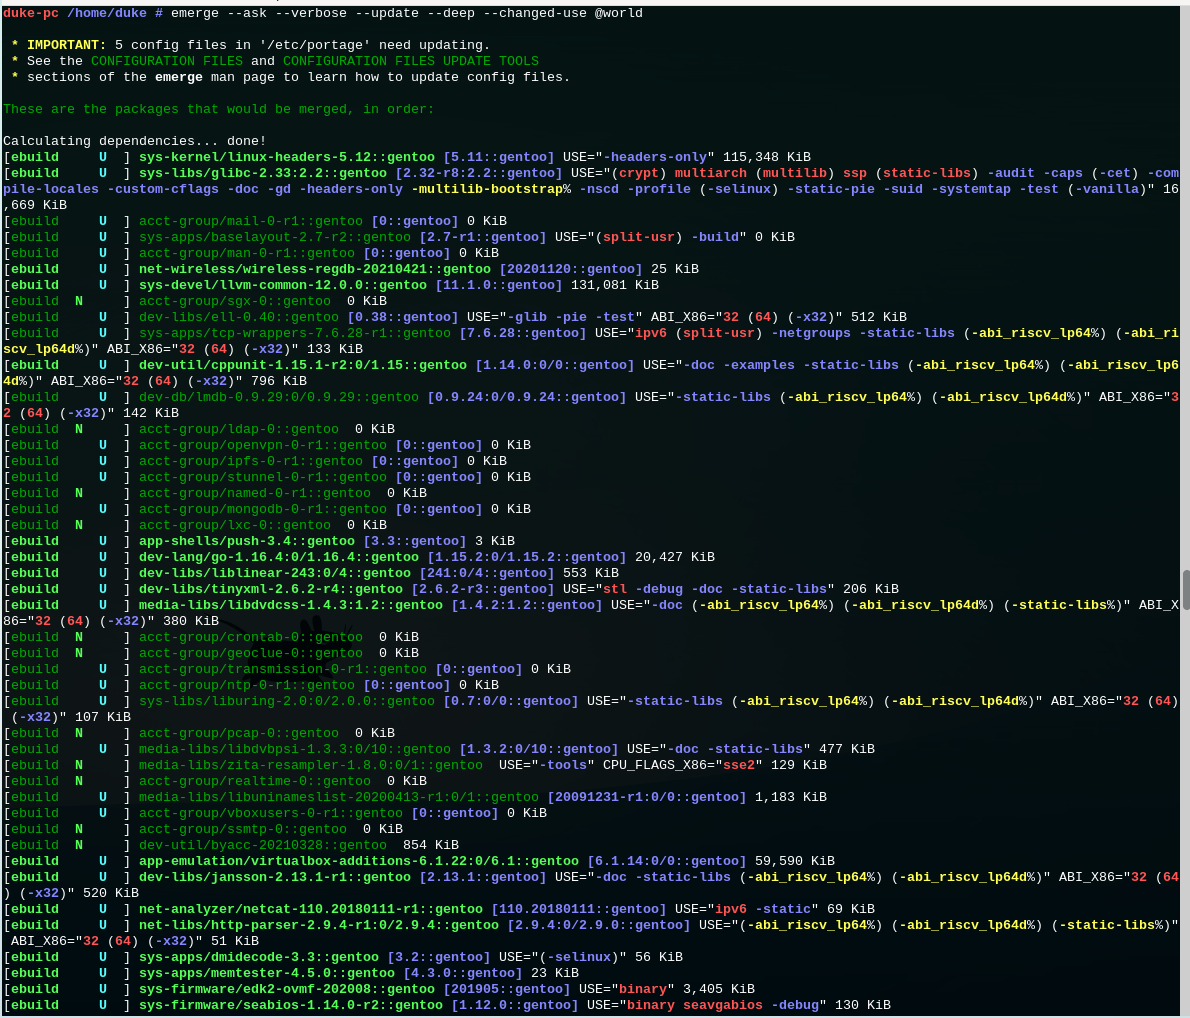 duke-pc /home/duke # emerge --ask --verbose --update --deep --changed-use @world
 * IMPORTANT: 5 config files in '/etc/portage' need updating.
 * See the CONFIGURATION FILES and CONFIGURATION FILES UPDATE TOOLS
 * sections of the emerge man page to learn how to update config files.
These are the packages that would be merged, in order:
Calculating dependencies... done!
[ebuild     U  ] sys-kernel/linux-headers-5.12::gentoo [5.11::gentoo] USE="-headers-only" 115,348 KiB
[ebuild     U  ] sys-libs/glibc-2.33:2.2::gentoo [2.32-r8:2.2::gentoo] USE="(crypt) multiarch (multilib) ssp (static-libs) -audit -caps (-cet) -com
pile-locales -custom-cflags -doc -gd -headers-only -multilib-bootstrap% -nscd -profile (-selinux) -static-pie -suid -systemtap -test (-vanilla)" 16
,669 KiB
[ebuild     U  ] acct-group/mail-0-r1::gentoo [0::gentoo] 0 KiB
[ebuild     U  ] sys-apps/baselayout-2.7-r2::gentoo [2.7-r1::gentoo] USE="(split-usr) -build" 0 KiB
[ebuild     U  ] acct-group/man-0-r1::gentoo [0::gentoo] 0 KiB
[ebuild     U  ] net-wireless/wireless-regdb-20210421::gentoo [20201120::gentoo] 25 KiB
[ebuild     U  ] sys-devel/llvm-common-12.0.0::gentoo [11.1.0::gentoo] 131,081 KiB
[ebuild  N     ] acct-group/sgx-0::gentoo  0 KiB
[ebuild     U  ] dev-libs/ell-0.40::gentoo [0.38::gentoo] USE="-glib -pie -test" ABI_X86="32 (64) (-x32)" 512 KiB
[ebuild     U  ] sys-apps/tcp-wrappers-7.6.28-r1::gentoo [7.6.28::gentoo] USE="ipv6 (split-usr) -netgroups -static-libs (-abi_riscv_lp64%) (-abi_ri
scv_lp64d%)" ABI_X86="32 (64) (-x32)" 133 KiB
[ebuild     U  ] dev-util/cppunit-1.15.1-r2:0/1.15::gentoo [1.14.0:0/0::gentoo] USE="-doc -examples -static-libs (-abi_riscv_lp64%) (-abi_riscv_lp6
4d%)" ABI_X86="32 (64) (-x32)" 796 KiB
[ebuild     U  ] dev-db/lmdb-0.9.29:0/0.9.29::gentoo [0.9.24:0/0.9.24::gentoo] USE="-static-libs (-abi_riscv_lp64%) (-abi_riscv_lp64d%)" ABI_X86="3
2 (64) (-x32)" 142 KiB
[ebuild  N     ] acct-group/ldap-0::gentoo  0 KiB
[ebuild     U  ] acct-group/openvpn-0-r1::gentoo [0::gentoo] 0 KiB
[ebuild     U  ] acct-group/ipfs-0-r1::gentoo [0::gentoo] 0 KiB
[ebuild     U  ] acct-group/stunnel-0-r1::gentoo [0::gentoo] 0 KiB
[ebuild  N     ] acct-group/named-0-r1::gentoo  0 KiB
[ebuild     U  ] acct-group/mongodb-0-r1::gentoo [0::gentoo] 0 KiB
[ebuild  N     ] acct-group/lxc-0::gentoo  0 KiB
[ebuild     U  ] app-shells/push-3.4::gentoo [3.3::gentoo] 3 KiB
[ebuild     U  ] dev-lang/go-1.16.4:0/1.16.4::gentoo [1.15.2:0/1.15.2::gentoo] 20,427 KiB
[ebuild     U  ] dev-libs/liblinear-243:0/4::gentoo [241:0/4::gentoo] 553 KiB
[ebuild     U  ] dev-libs/tinyxml-2.6.2-r4::gentoo [2.6.2-r3::gentoo] USE="stl -debug -doc -static-libs" 206 KiB
[ebuild     U  ] media-libs/libdvdcss-1.4.3:1.2::gentoo [1.4.2:1.2::gentoo] USE="-doc (-abi_riscv_lp64%) (-abi_riscv_lp64d%) (-static-libs%)" ABI_X
86="32 (64) (-x32)" 380 KiB
[ebuild  N     ] acct-group/crontab-0::gentoo  0 KiB
[ebuild  N     ] acct-group/geoclue-0::gentoo  0 KiB
[ebuild     U  ] acct-group/transmission-0-r1::gentoo [0::gentoo] 0 KiB
[ebuild     U  ] acct-group/ntp-0-r1::gentoo [0::gentoo] 0 KiB
[ebuild     U  ] sys-libs/liburing-2.0:0/2.0.0::gentoo [0.7:0/0::gentoo] USE="-static-libs (-abi_riscv_lp64%) (-abi_riscv_lp64d%)" ABI_X86="32 (64)
 (-x32)" 107 KiB
[ebuild  N     ] acct-group/pcap-0::gentoo  0 KiB
[ebuild     U  ] media-libs/libdvbpsi-1.3.3:0/10::gentoo [1.3.2:0/10::gentoo] USE="-doc -static-libs" 477 KiB
[ebuild  N     ] media-libs/zita-resampler-1.8.0:0/1::gentoo  USE="-tools" CPU_FLAGS_X86="sse2" 129 KiB
[ebuild  N     ] acct-group/realtime-0::gentoo  0 KiB
[ebuild     U  ] media-libs/libuninameslist-20200413-r1:0/1::gentoo [20091231-r1:0/0::gentoo] 1,183 KiB
[ebuild     U  ] acct-group/vboxusers-0-r1::gentoo [0::gentoo] 0 KiB
[ebuild  N     ] acct-group/ssmtp-0::gentoo  0 KiB
[ebuild  N     ] dev-util/byacc-20210328::gentoo  854 KiB
[ebuild     U  ] app-emulation/virtualbox-additions-6.1.22:0/6.1::gentoo [6.1.14:0/0::gentoo] 59,590 KiB
[ebuild     U  ] dev-libs/jansson-2.13.1-r1::gentoo [2.13.1::gentoo] USE="-doc -static-libs (-abi_riscv_lp64%) (-abi_riscv_lp64d%)" ABI_X86="32 (64
) (-x32)" 520 KiB
[ebuild     U  ] net-analyzer/netcat-110.20180111-r1::gentoo [110.20180111::gentoo] USE="ipv6 -static" 69 KiB
[ebuild     U  ] net-libs/http-parser-2.9.4-r1:0/2.9.4::gentoo [2.9.4:0/2.9.0::gentoo] USE="(-abi_riscv_lp64%) (-abi_riscv_lp64d%) (-static-libs%)"
 ABI_X86="32 (64) (-x32)" 51 KiB
[ebuild     U  ] sys-apps/dmidecode-3.3::gentoo [3.2::gentoo] USE="(-selinux)" 56 KiB
[ebuild     U  ] sys-apps/memtester-4.5.0::gentoo [4.3.0::gentoo] 23 KiB
[ebuild     U  ] sys-firmware/edk2-ovmf-202008::gentoo [201905::gentoo] USE="binary" 3,405 KiB
[ebuild     U  ] sys-firmware/seabios-1.14.0-r2::gentoo [1.12.0::gentoo] USE="binary seavgabios -debug" 130 KiB